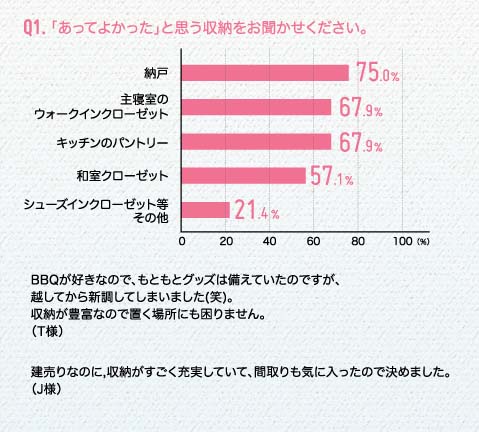 Q1.「あってよかった」と思う収納をお聞かせください。
納戸
75.0%
主寝室の
ウォークインクローゼット
67.9%
キッチンのパントリー
67.9%
和室クローゼット
57.1%
シューズインクローゼット等
その他
21.4%
0 20 40 60 80 100 (%)
BBQが好きなので、もともとグッズは備えていたのですが、
越してから新調してしまいました(笑)。
収納が豊富なので置く場所にも困りません。
(T様)
建売りなのに,収納がすごく充実していて、間取りも気に入ったので決めました。
(J様)